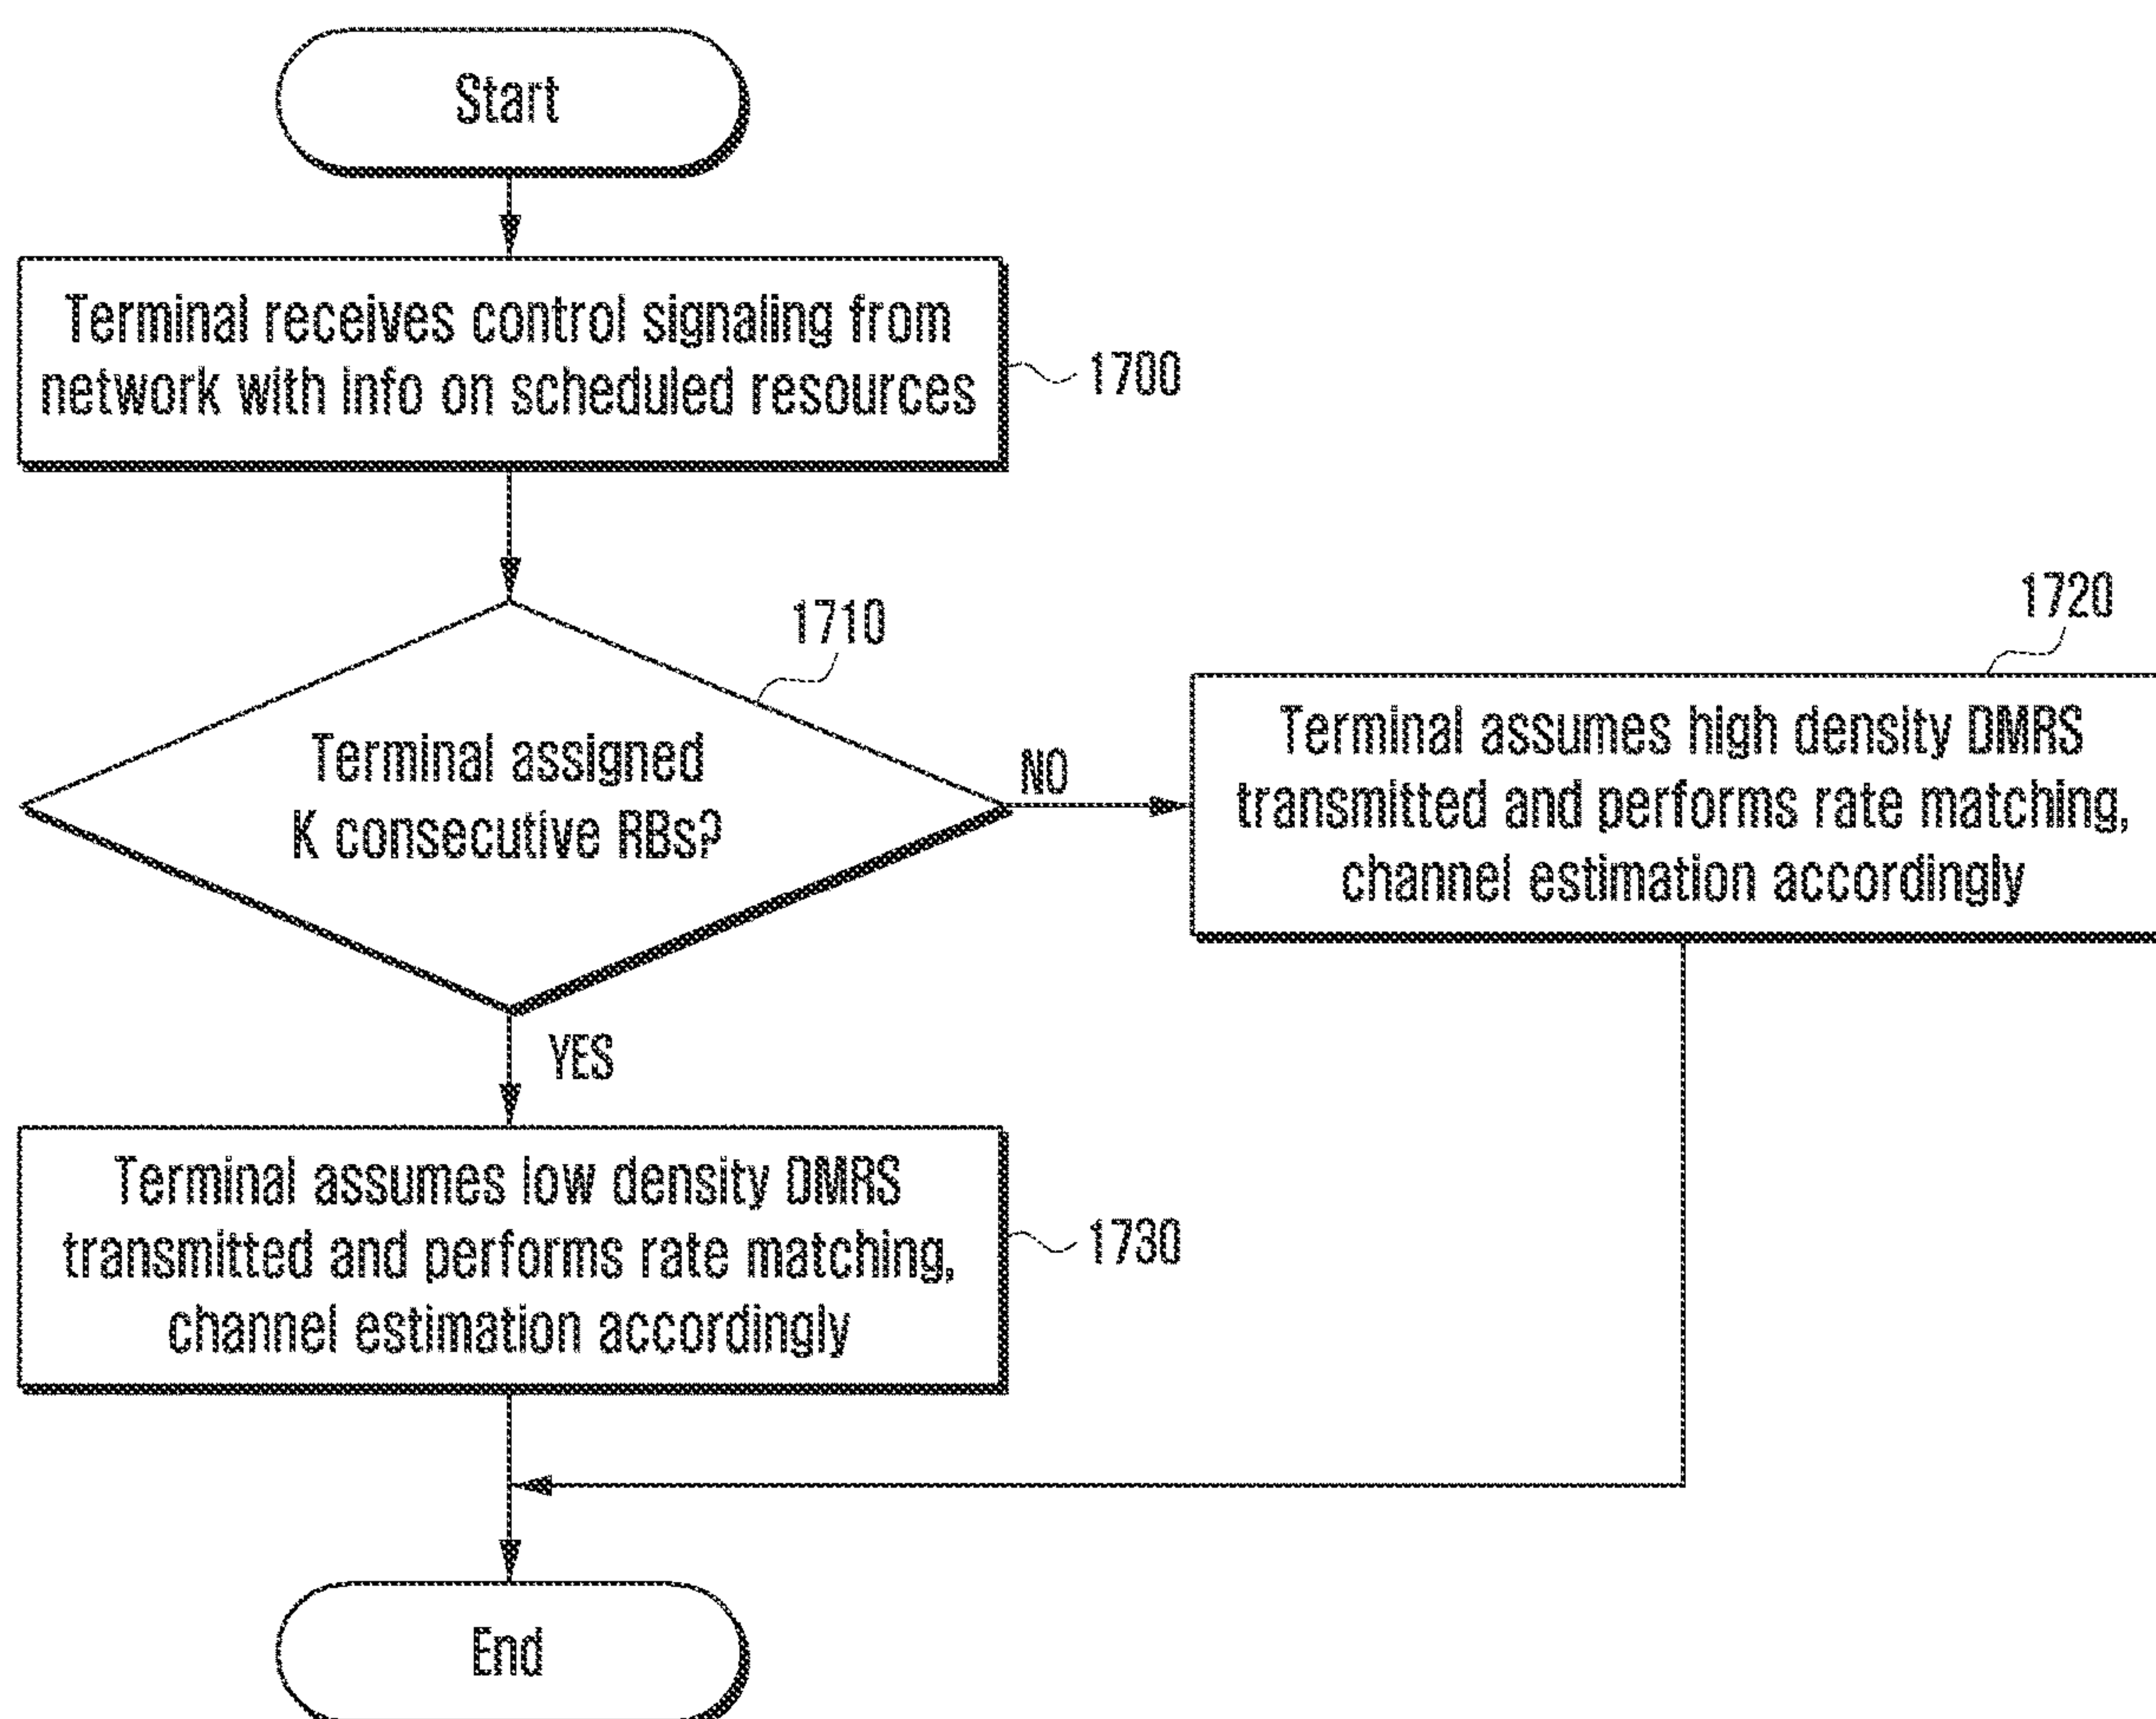 Start
Terminal receives control signaling from
network with info on scheduled resources
1700
1710
Terminal assigned
K consecutive RBs?
NO
1720
Terminal assumes high density DMRS
transmitted and performs rate matching,
channel estimation accordingly
YES
Terminal assumes low density DMRS
transmitted and performs rate matching,
channel estimation accordingly
1730
End